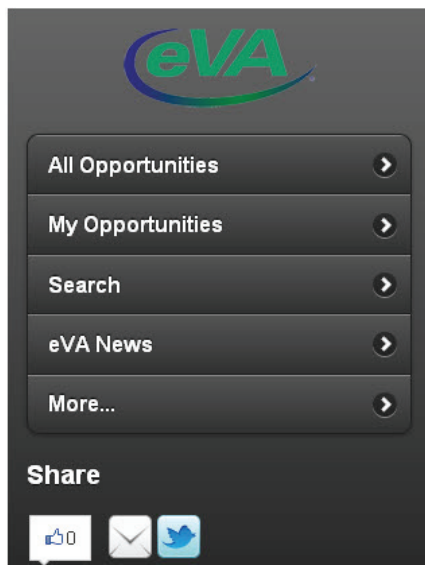 eVA
All Opportunities
My Opportunities
Search
eVA News
More...
Share
0